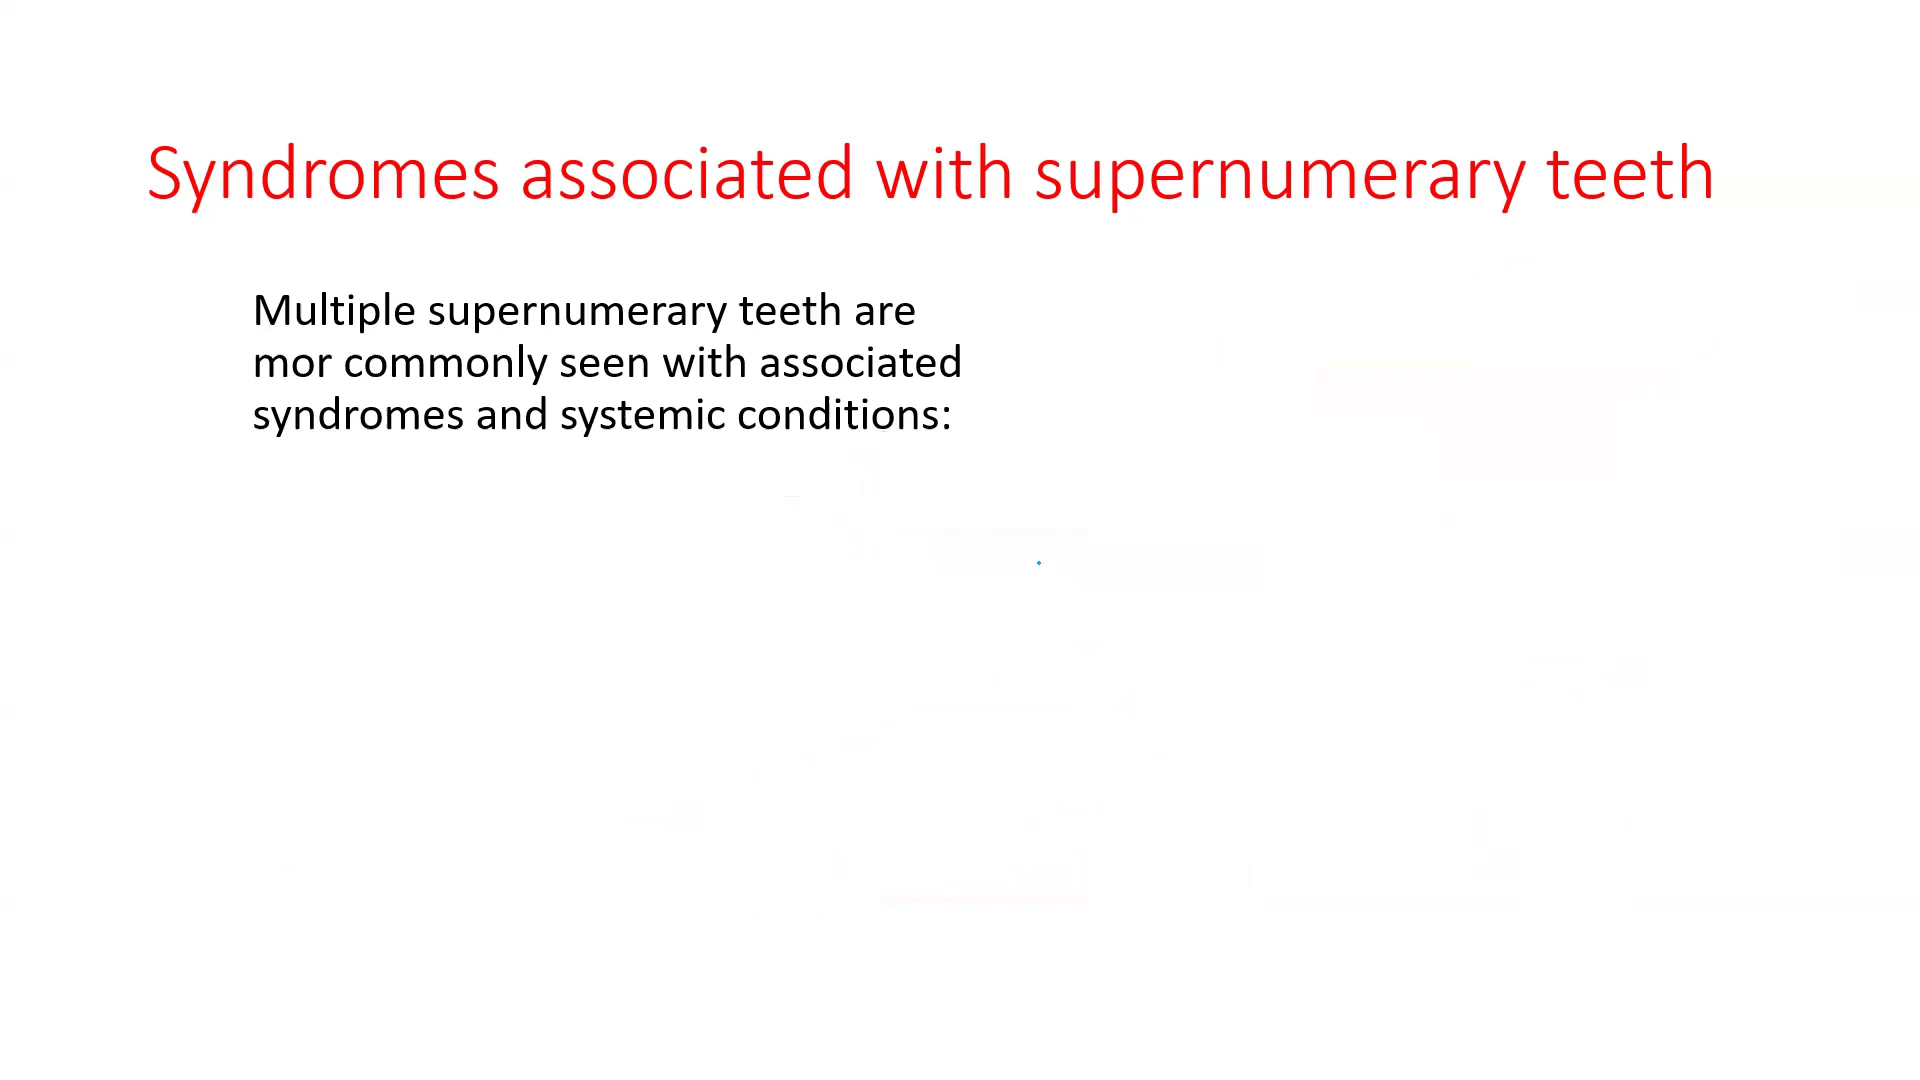 Syndromes associated with supernumerary teeth
Multiple supernumerary teeth are
mor commonly seen with associated
syndromes and systemic conditions: